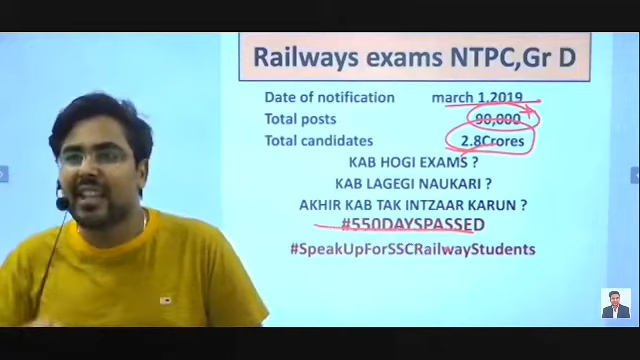 Railways exams NTPC,Gr D
Date of notification march 1.2019
Total posts 90,000
Total candidates 2.8Crores
KAB HOGI EXAMS ?
KAB LAGEGI NAUKARI ?
AKHIR KAB TAK INTZAAR KARUN ?
#550DAYSPASSED
#SpeakUpForSSCRailwayStudents